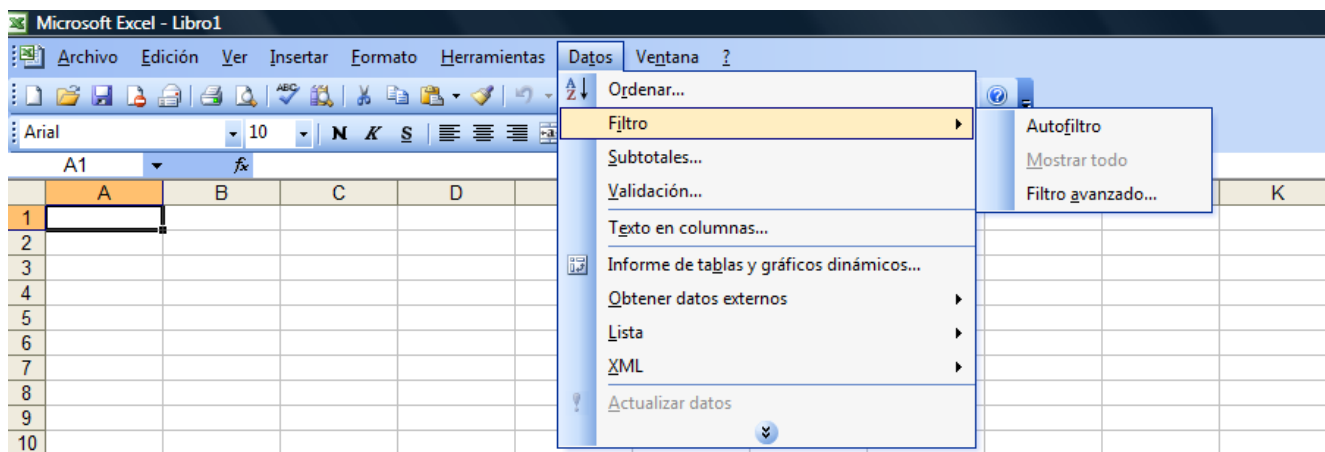 Microsoft Excel - Libro1
Archivo Edición Ver Insertar Formato Herramientas Datos Ventana ?
Ordenar...
Arial 10 N K S
Filtro
Autofiltro
Mostrar todo
Filtro avanzado...
A1 fx
Subtotales...
Validación...
A B C D K
Texto en columnas...
Informe de tablas y gráficos dinámicos...
Obtener datos externos
Lista
XML
Actualizar datos
1
2
3
4
5
6
7
8
9
10